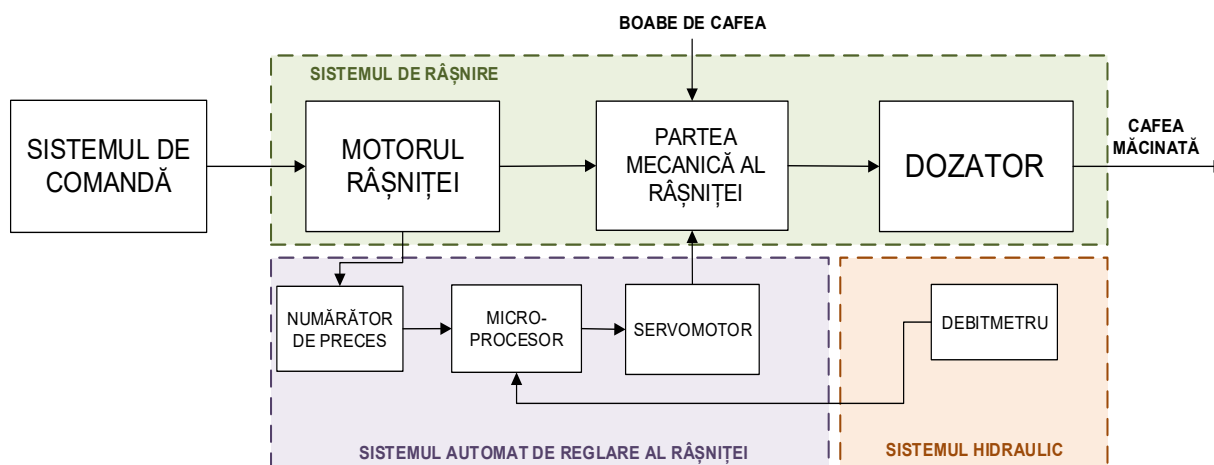 BOABE DE CAFEA
SISTEMUL DE RÂȘNIRE
SISTEMUL DE
COMANDĂ
MOTORUL
RÂȘNIȚEI
PARTEA
MECANICĂ AL
RÂȘNIȚEI
DOZATOR
CAFEA
MĂCINATĂ
NUMĂRĂTOR
DE PRECES
MICRO-
PROCESOR
SERVOMOTOR
DEBITMETRU
SISTEMUL AUTOMAT DE REGLARE AL RÂȘNIȚEI
SISTEMUL HIDRAULIC